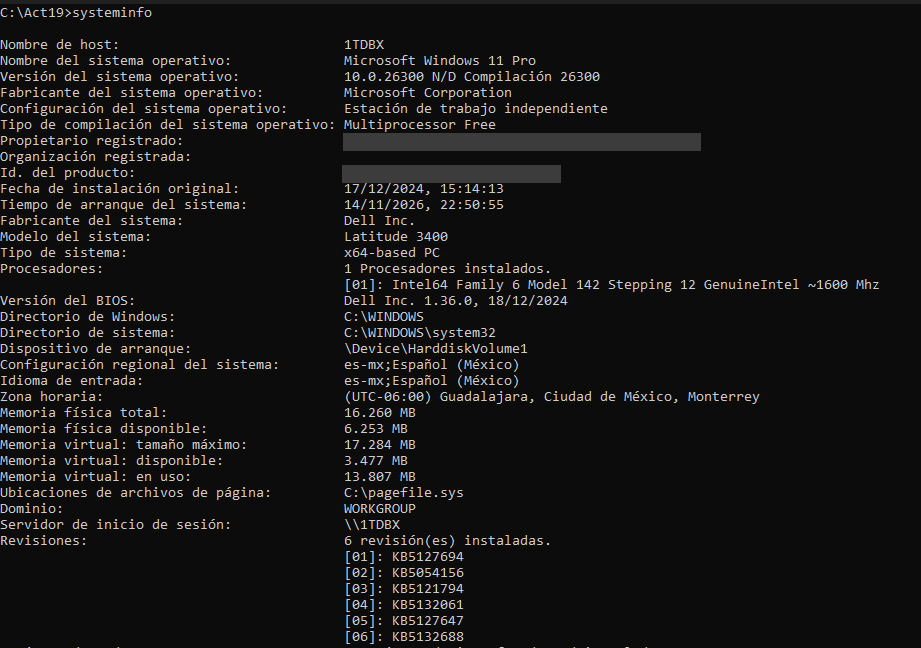 C:\Act19>systeminfo
Nombre de host: 1TDBX
Nombre del sistema operativo: Microsoft Windows 11 Pro
Versión del sistema operativo: 10.0.26300 N/D Compilación 26300
Fabricante del sistema operativo: Microsoft Corporation
Configuración del sistema operativo: Estación de trabajo independiente
Tipo de compilación del sistema operativo: Multiprocessor Free
Propietario registrado:
Organización registrada:
Id. del producto:
Fecha de instalación original: 17/12/2024, 15:14:13
Tiempo de arranque del sistema: 14/11/2026, 22:50:55
Fabricante del sistema: Dell Inc.
Modelo del sistema: Latitude 3400
Tipo de sistema: x64-based PC
Procesadores: 1 Procesadores instalados.
[01]: Intel64 Family 6 Model 142 Stepping 12 GenuineIntel ~1600 Mhz
Versión del BIOS: Dell Inc. 1.36.0, 18/12/2024
Directorio de Windows: C:\WINDOWS
Directorio de sistema: C:\WINDOWS\system32
Dispositivo de arranque: \Device\HarddiskVolume1
Configuración regional del sistema: es-mx;Español (México)
Idioma de entrada: es-mx;Español (México)
Zona horaria: (UTC-06:00) Guadalajara, Ciudad de México, Monterrey
Memoria física total: 16.260 MB
Memoria física disponible: 6.253 MB
Memoria virtual: tamaño máximo: 17.284 MB
Memoria virtual: disponible: 3.477 MB
Memoria virtual: en uso: 13.807 MB
Ubicaciones de archivos de página: C:\pagefile.sys
Dominio: WORKGROUP
Servidor de inicio de sesión: \\1TDBX
Revisiones: 6 revisión(es) instaladas.
[01]: KB5127694
[02]: KB5054156
[03]: KB5121794
[04]: KB5132061
[05]: KB5127647
[06]: KB5132688